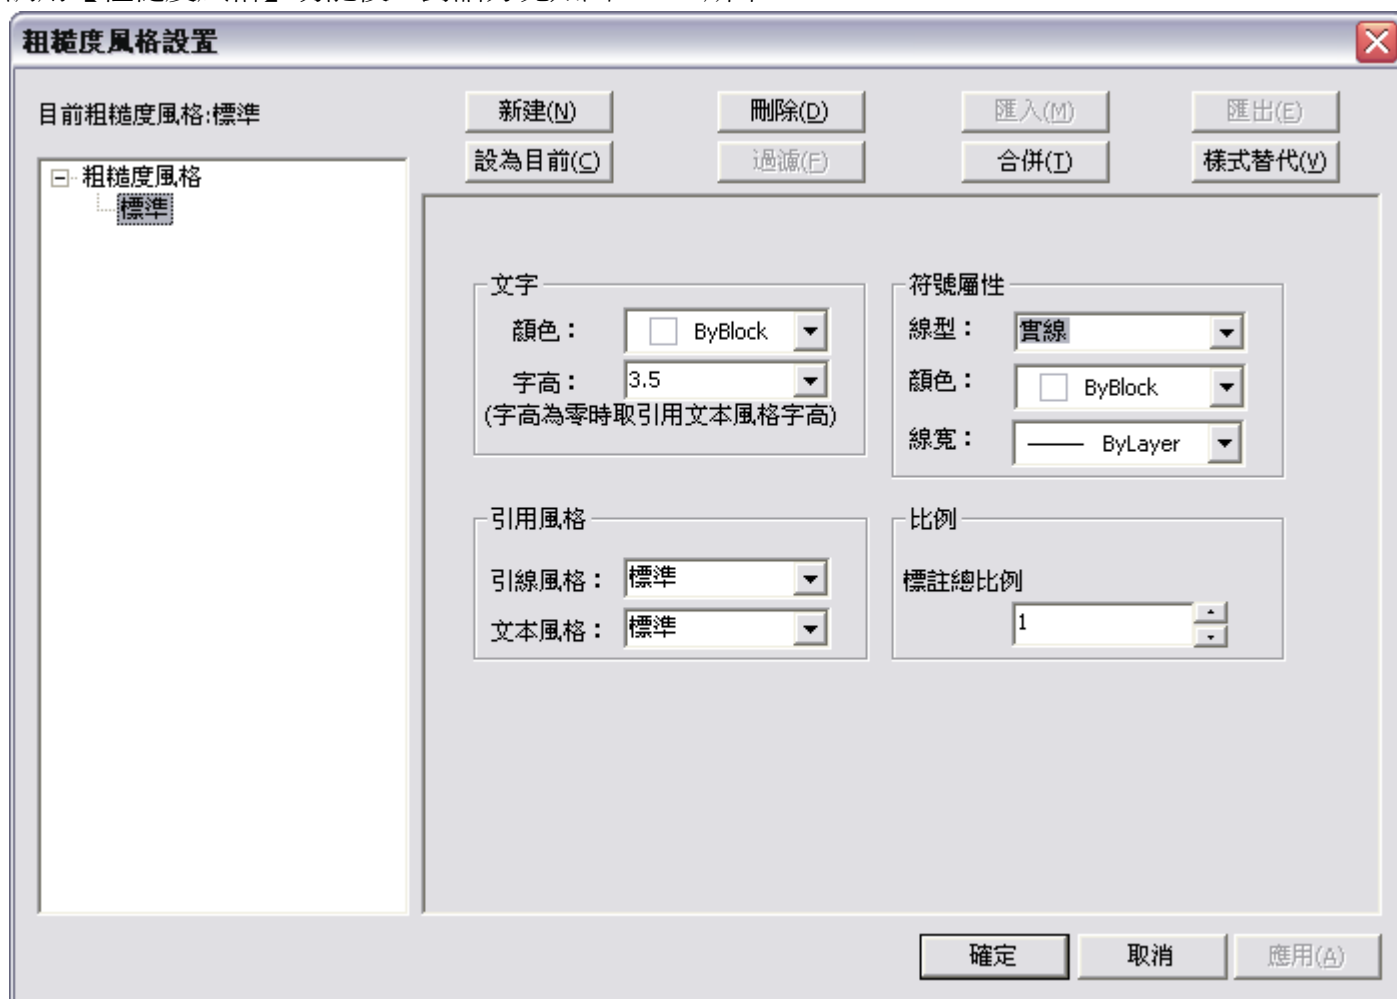 粗糙度風格設置
目前粗糙度風格:標準
新建(N) 刪除(D) 匯入(M) 匯出(E)
設為目前(C) 過濾(F) 合併(T) 樣式替代(V)
粗糙度風格
標準
文字
顏色：ByBlock
字高：3.5
(字高為零時取引用文本風格字高)
符號屬性
線型：實線
顏色：ByBlock
線寬：ByLayer
引用風格
引線風格：標準
文本風格：標準
比例
標註總比例
1
確定 取消 應用(A)